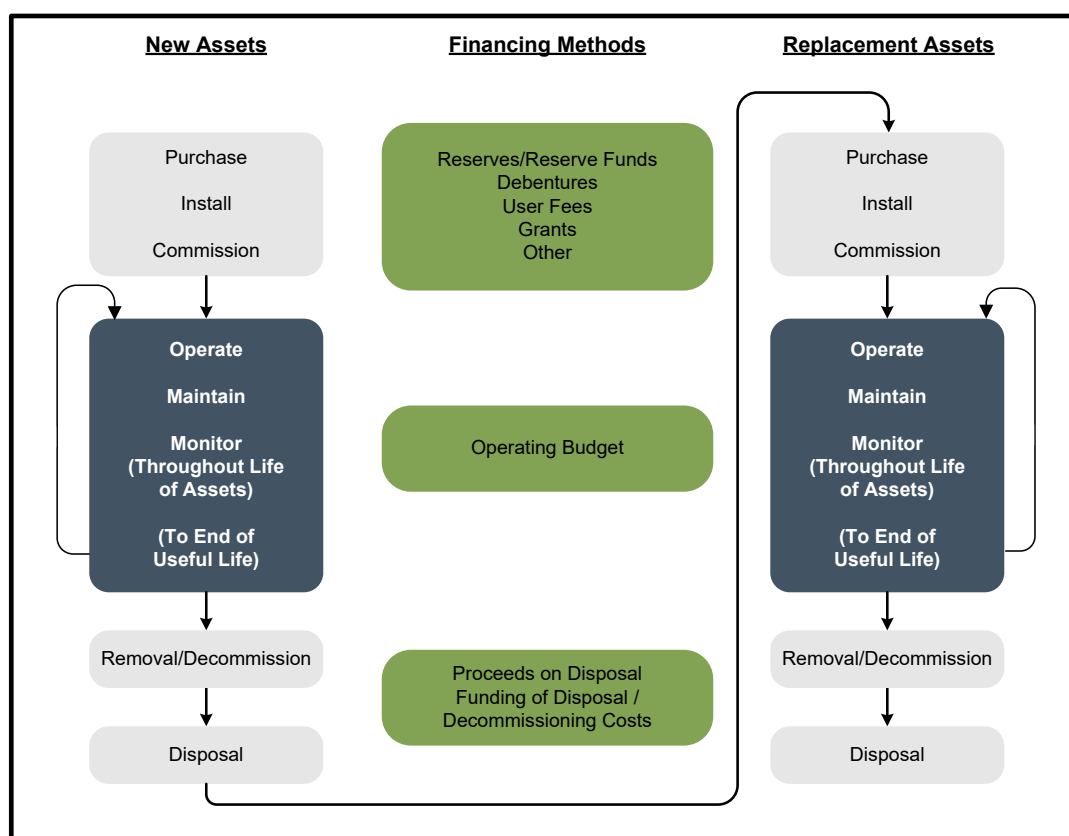 New Assets
Financing Methods
Replacement Assets
Purchase
Install
Commission
Reserves/Reserve Funds
Debentures
User Fees
Grants
Other
Purchase
Install
Commission
Operate
Maintain
Monitor
(Throughout Life
of Assets)
(To End of
Useful Life)
Operating Budget
Operate
Maintain
Monitor
(Throughout Life
of Assets)
(To End of
Useful Life)
Removal/Decommission
Proceeds on Disposal
Funding of Disposal /
Decommissioning Costs
Removal/Decommission
Disposal
Disposal